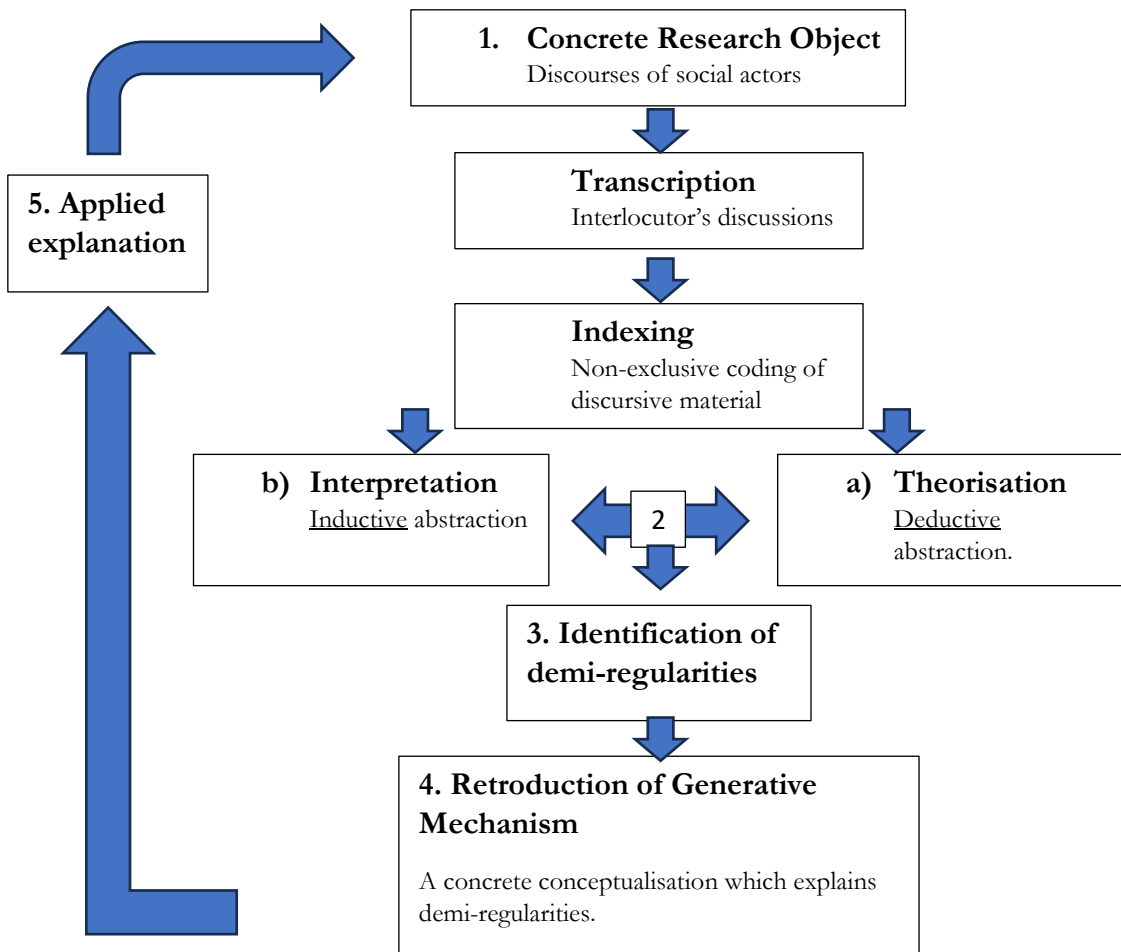 1. Concrete Research Object
Discourses of social actors
Transcription
Interlocutor’s discussions
5. Applied
explanation
Indexing
Non-exclusive coding of
discursive material
b) Interpretation
Inductive abstraction
2
a) Theorisation
Deductive
abstraction.
3. Identification of
demi-regularities
4. Retroduction of Generative
Mechanism
A concrete conceptualisation which explains
demi-regularities.